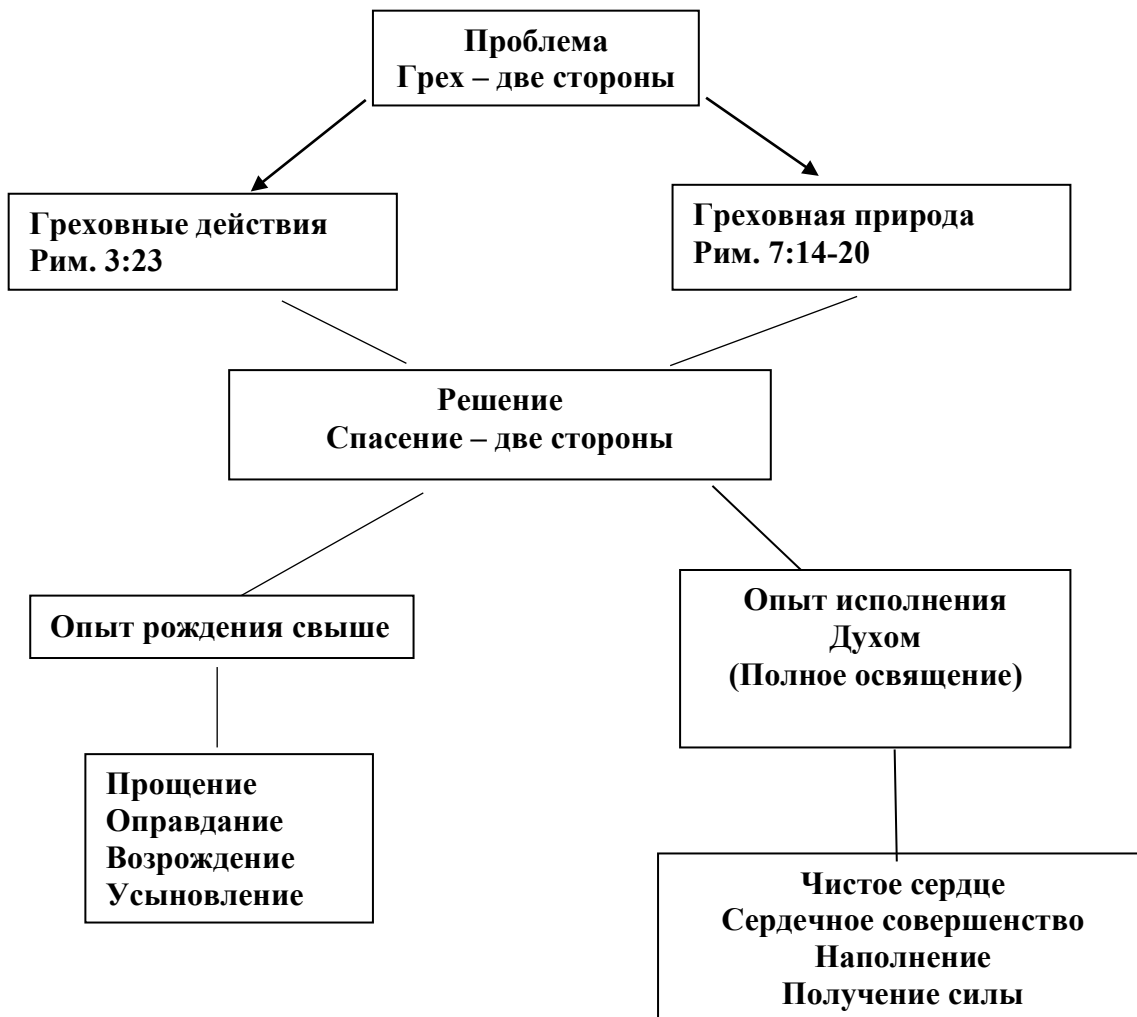 Проблема
Грех – две стороны
Греховные действия
Рим. 3:23
Греховная природа
Рим. 7:14-20
Решение
Спасение – две стороны
Опыт рождения свыше
Опыт исполнения
Духом
(Полное освящение)
Прощение
Оправдание
Возрождение
Усыновление
Чистое сердце
Сердечное совершенство
Наполнение
Получение силы